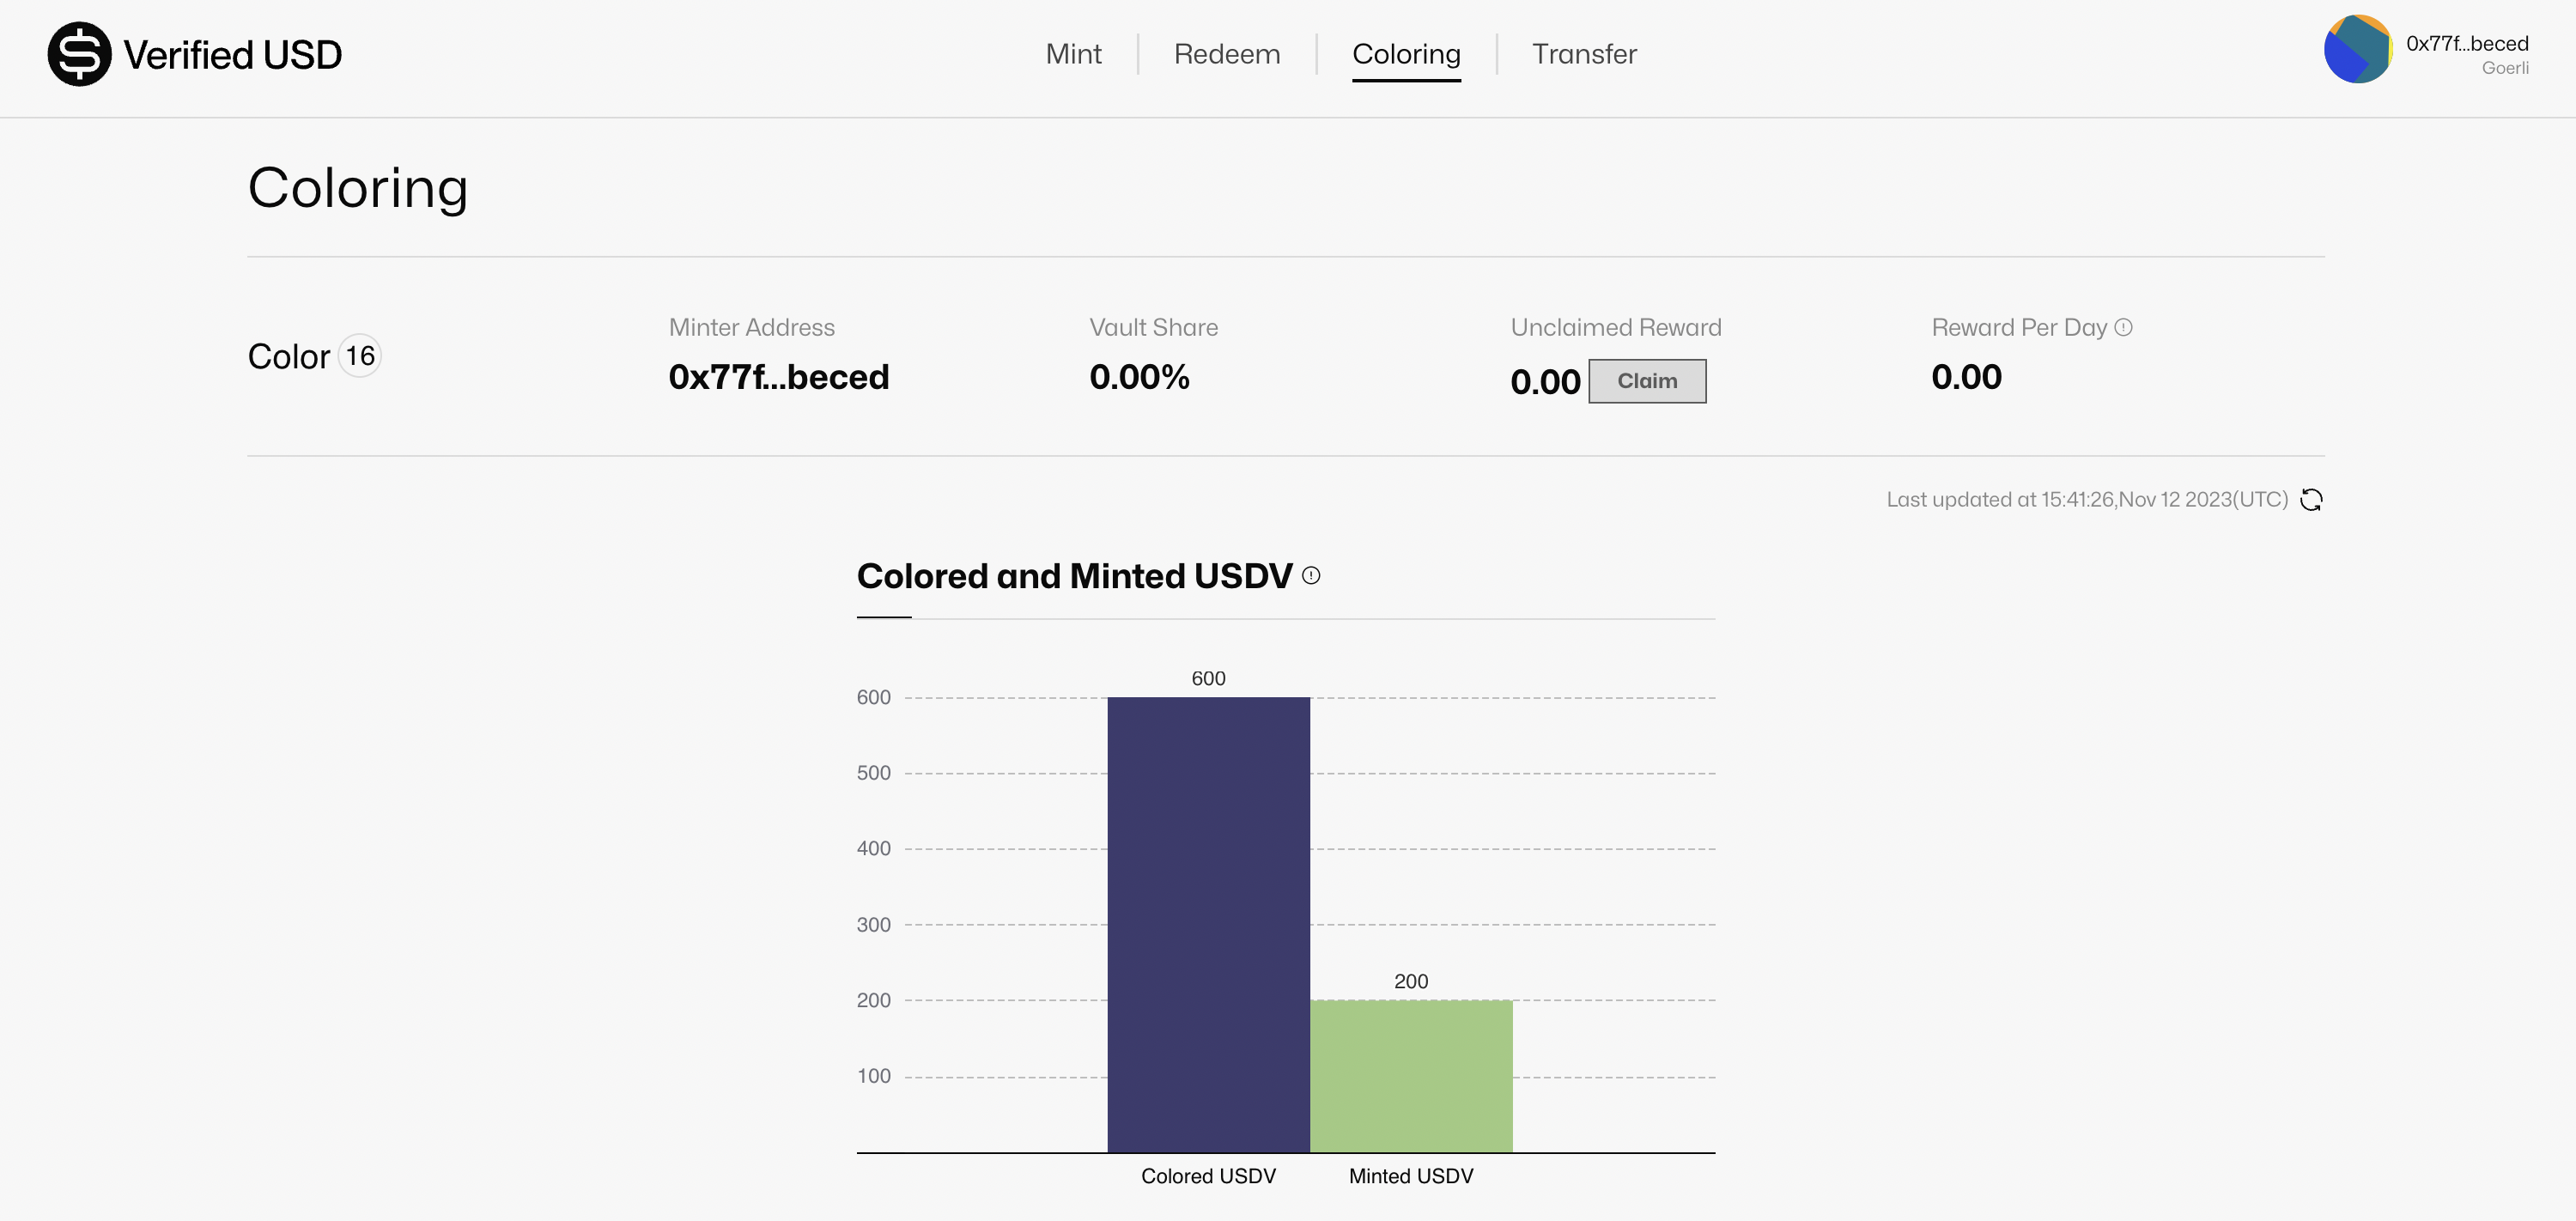 Verified USD
Mint
Redeem
Coloring
Transfer
0x77f...beced
Goerli
Coloring
Color 16
Minter Address
0x77f...beced
Vault Share
0.00%
Unclaimed Reward
0.00 Claim
Reward Per Day
0.00
Last updated at 15:41:26,Nov 12 2023(UTC)
Colored and Minted USDV
600
600
500
400
300
200
200
100
Colored USDV
Minted USDV